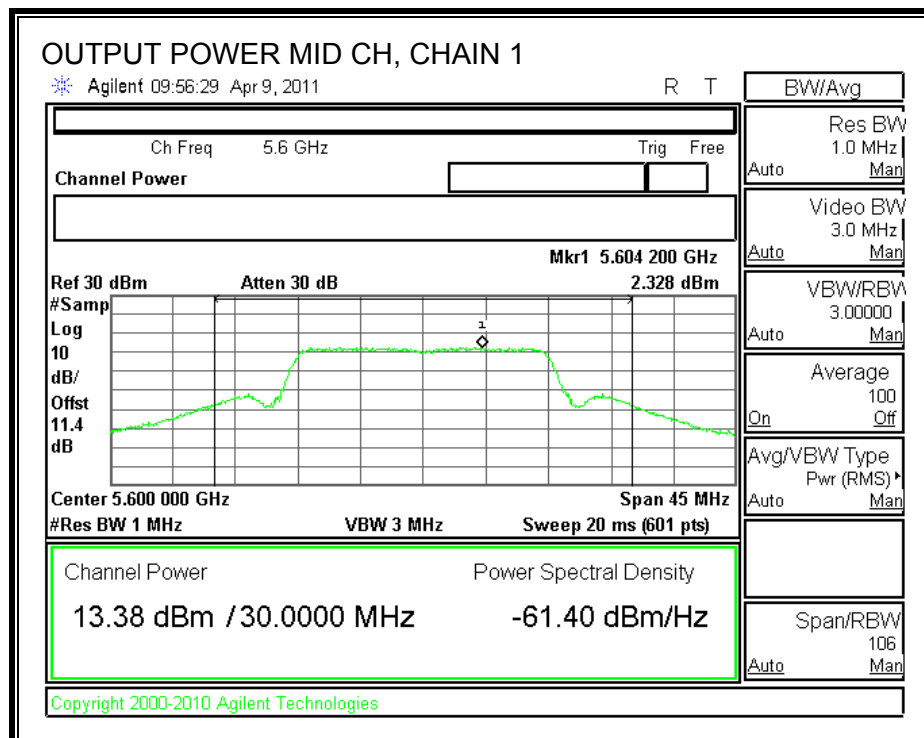 OUTPUT POWER MID CH, CHAIN 1
Agilent 09:56:29 Apr 9, 2011 R T
Ch Freq 5.6 GHz Trig Free
Channel Power
Mkr1 5.604 200 GHz
Ref 30 dBm Atten 30 dB 2.328 dBm
#Samp
Log
10
dB/
Offst
11.4
dB
1
Center 5.600 000 GHz Span 45 MHz
#Res BW 1 MHz VBW 3 MHz Sweep 20 ms (601 pts)
Channel Power Power Spectral Density
13.38 dBm / 30.0000 MHz -61.40 dBm/Hz
Copyright 2000-2010 Agilent Technologies
BW/Avg
Res BW
1.0 MHz
Auto Man
Video BW
3.0 MHz
Auto Man
VBW/RBW
3.00000
Auto Man
Average
100
On Off
Avg/VBW Type
Pwr (RMS)
Auto Man
Span/RBW
106
Auto Man